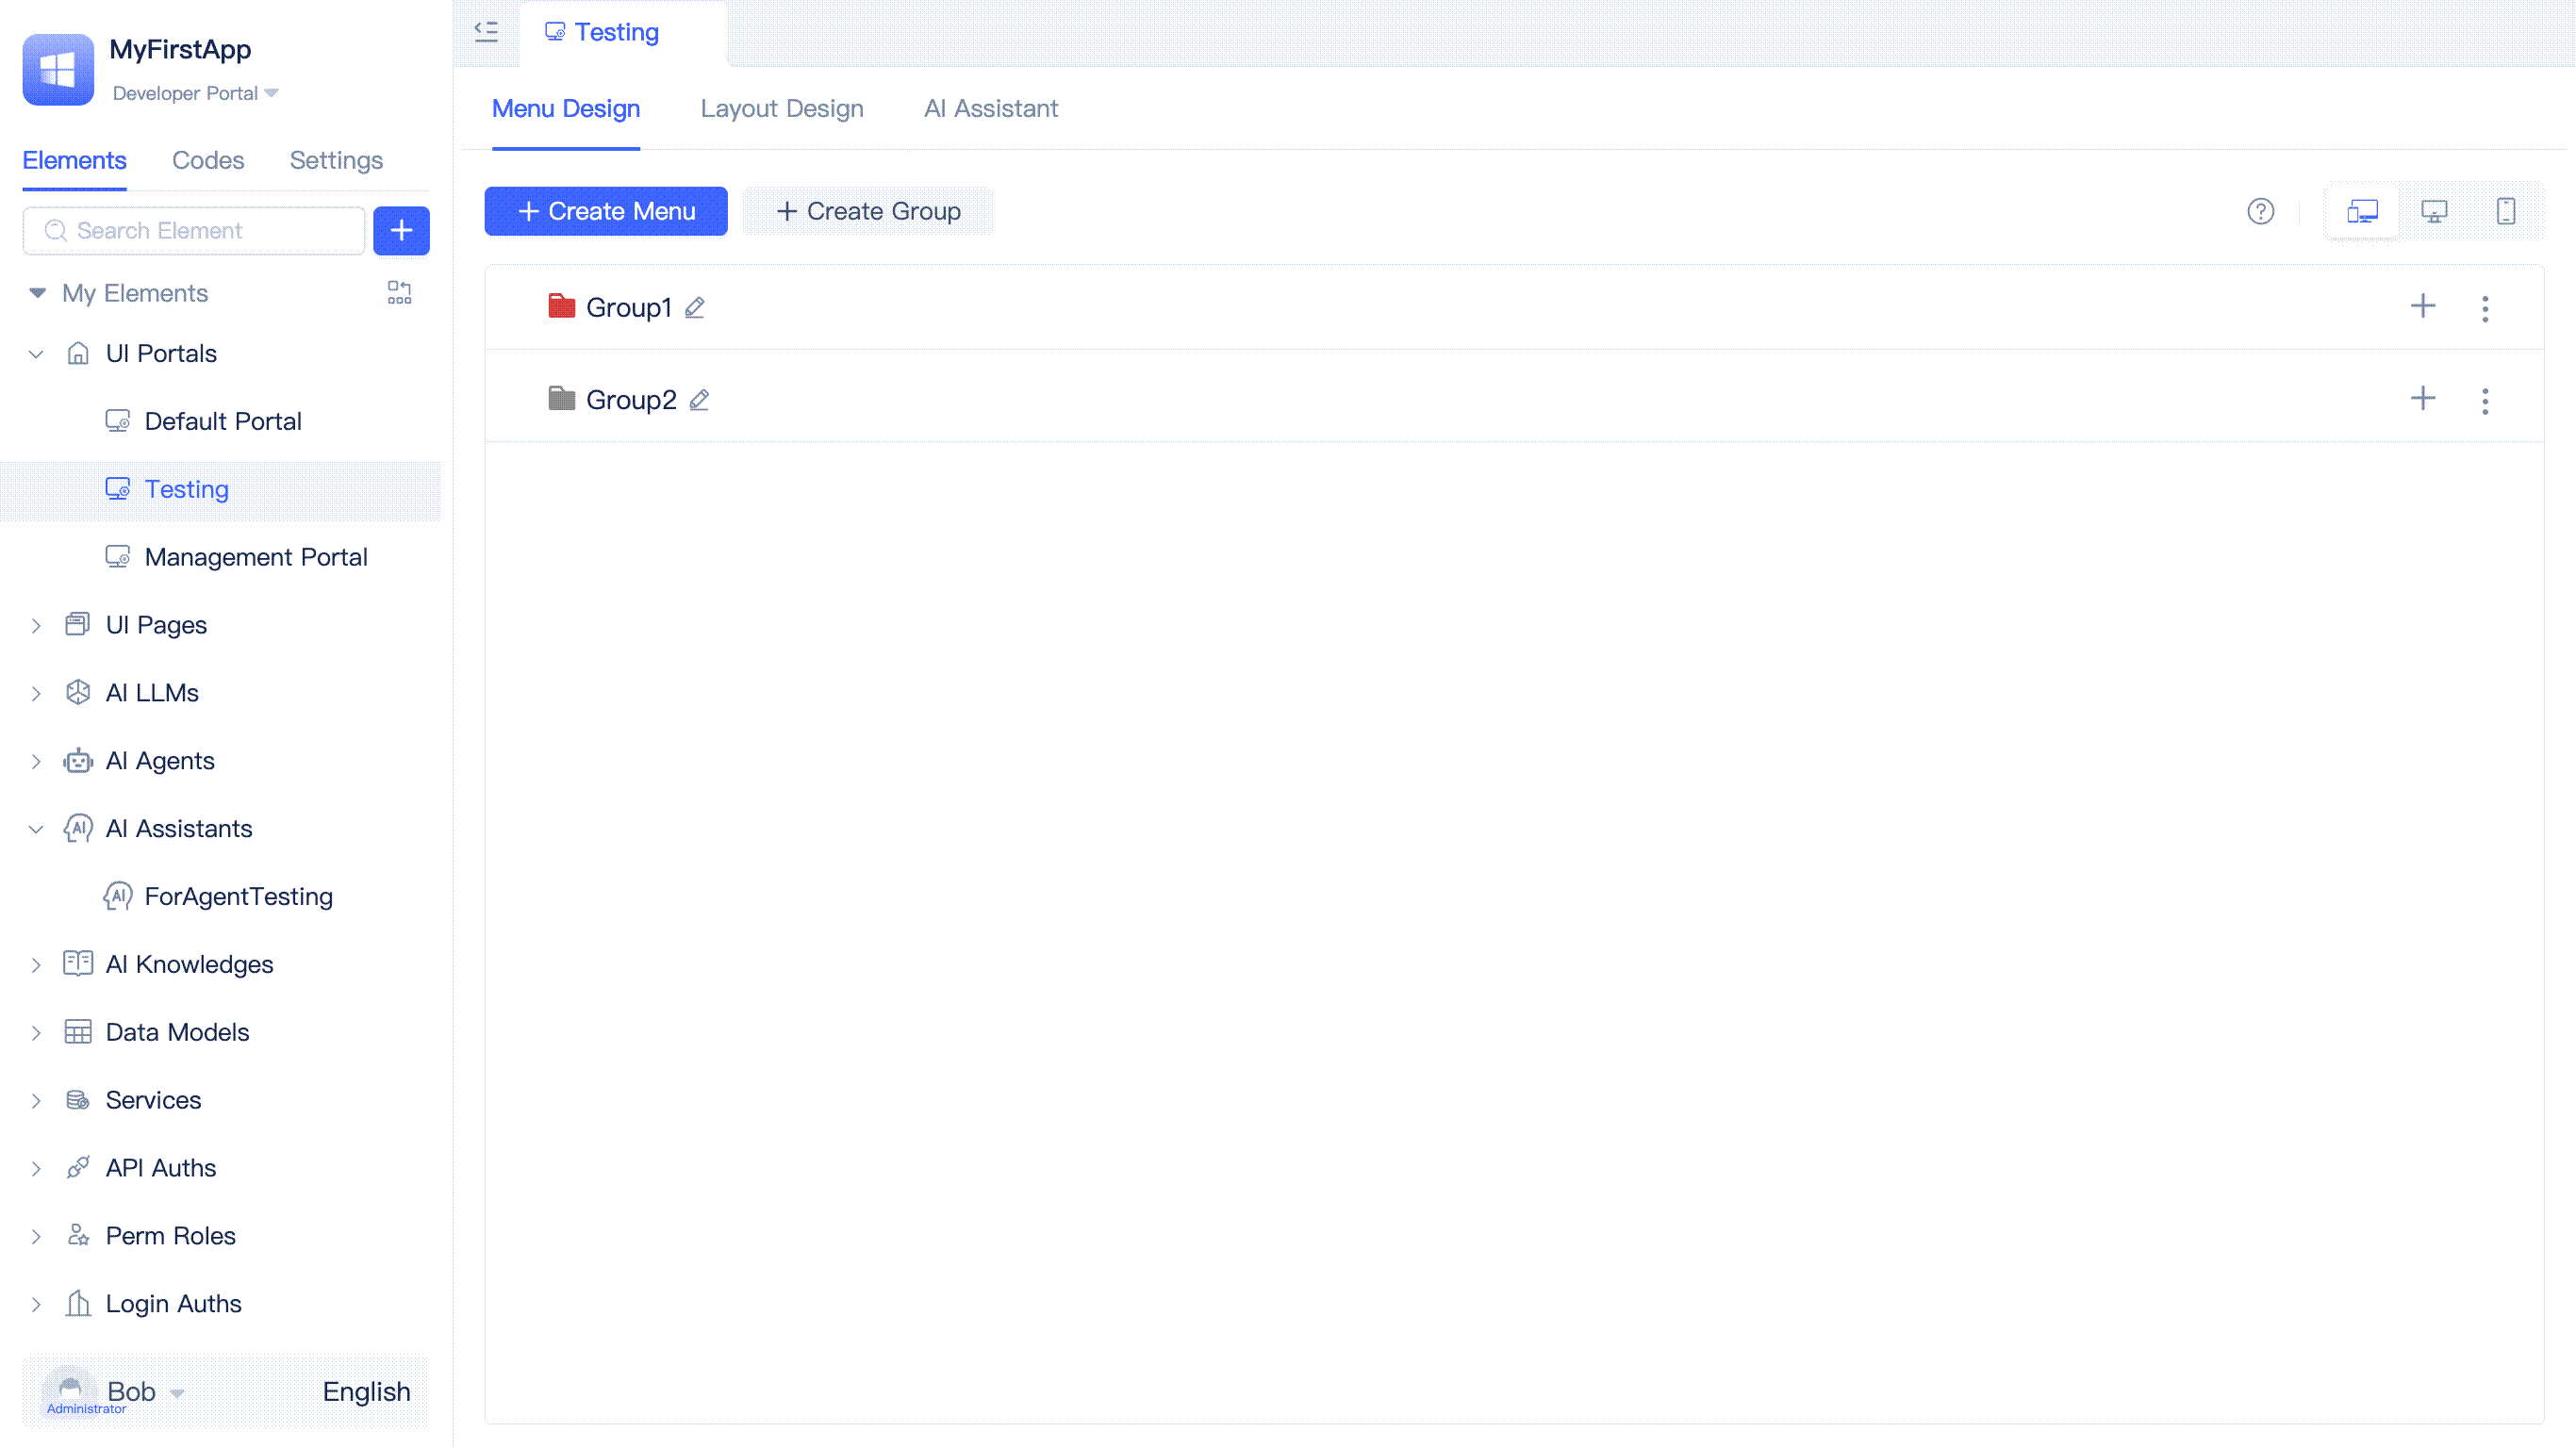 MyFirstApp
Developer Portal
Elements Codes Settings
Search Element
My Elements
UI Portals
Default Portal
Testing
Management Portal
UI Pages
AI LLMs
AI Agents
AI Assistants
ForAgentTesting
AI Knowledges
Data Models
Services
API Auths
Perm Roles
Login Auths
Bob
Administrator
English
Testing
Menu Design Layout Design AI Assistant
Create Menu Create Group
Group1
Group2